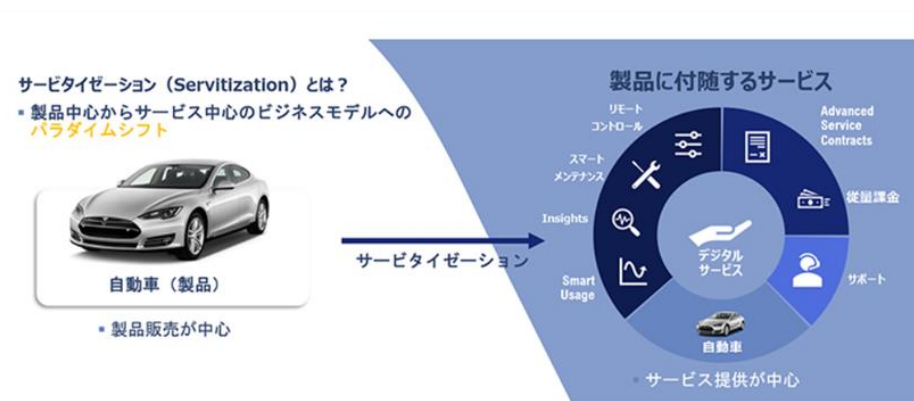 サービタイゼーション（Servitization）とは？
▪ 製品中心からサービス中心のビジネスモデルへの
パラダイムシフト
自動車（製品）
▪ 製品販売が中心
サービタイゼーション
製品に付随するサービス
リモート
コントロール
スマート
メンテナンス
Insights
Smart
Usage
Advanced
Service
Contracts
従量課金
サポート
デジタル
サービス
自動車
▪ サービス提供が中心